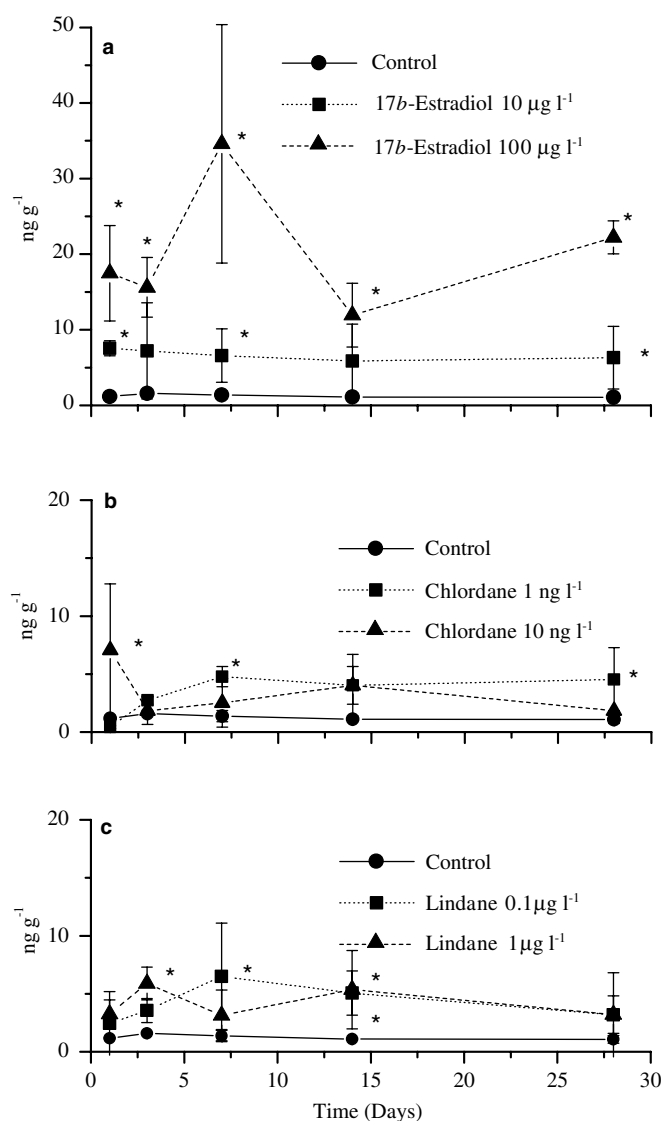 a
50
40
30
20
10
0
ng g⁻¹
Control
17b-Estradiol 10 µg l⁻¹
17b-Estradiol 100 µg l⁻¹
*
*
*
*
*
*
*
*
b
20
10
0
ng g⁻¹
Control
Chlordane 1 ng l⁻¹
Chlordane 10 ng l⁻¹
*
*
*
c
20
10
0
ng g⁻¹
Control
Lindane 0.1µg l⁻¹
Lindane 1µg l⁻¹
*
*
*
*
0 5 10 15 20 25 30
Time (Days)